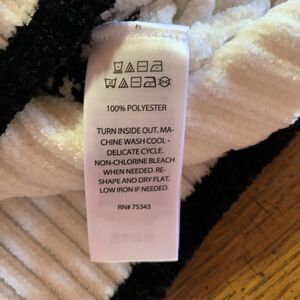 100% POLYESTER
TURN INSIDE OUT. MA-
CHINE WASH COOL -
DELICATE CYCLE.
NON-CHLORINE BLEACH
WHEN NEEDED. RE-
SHAPE AND DRY FLAT.
LOW IRON IF NEEDED.
RN# 75343